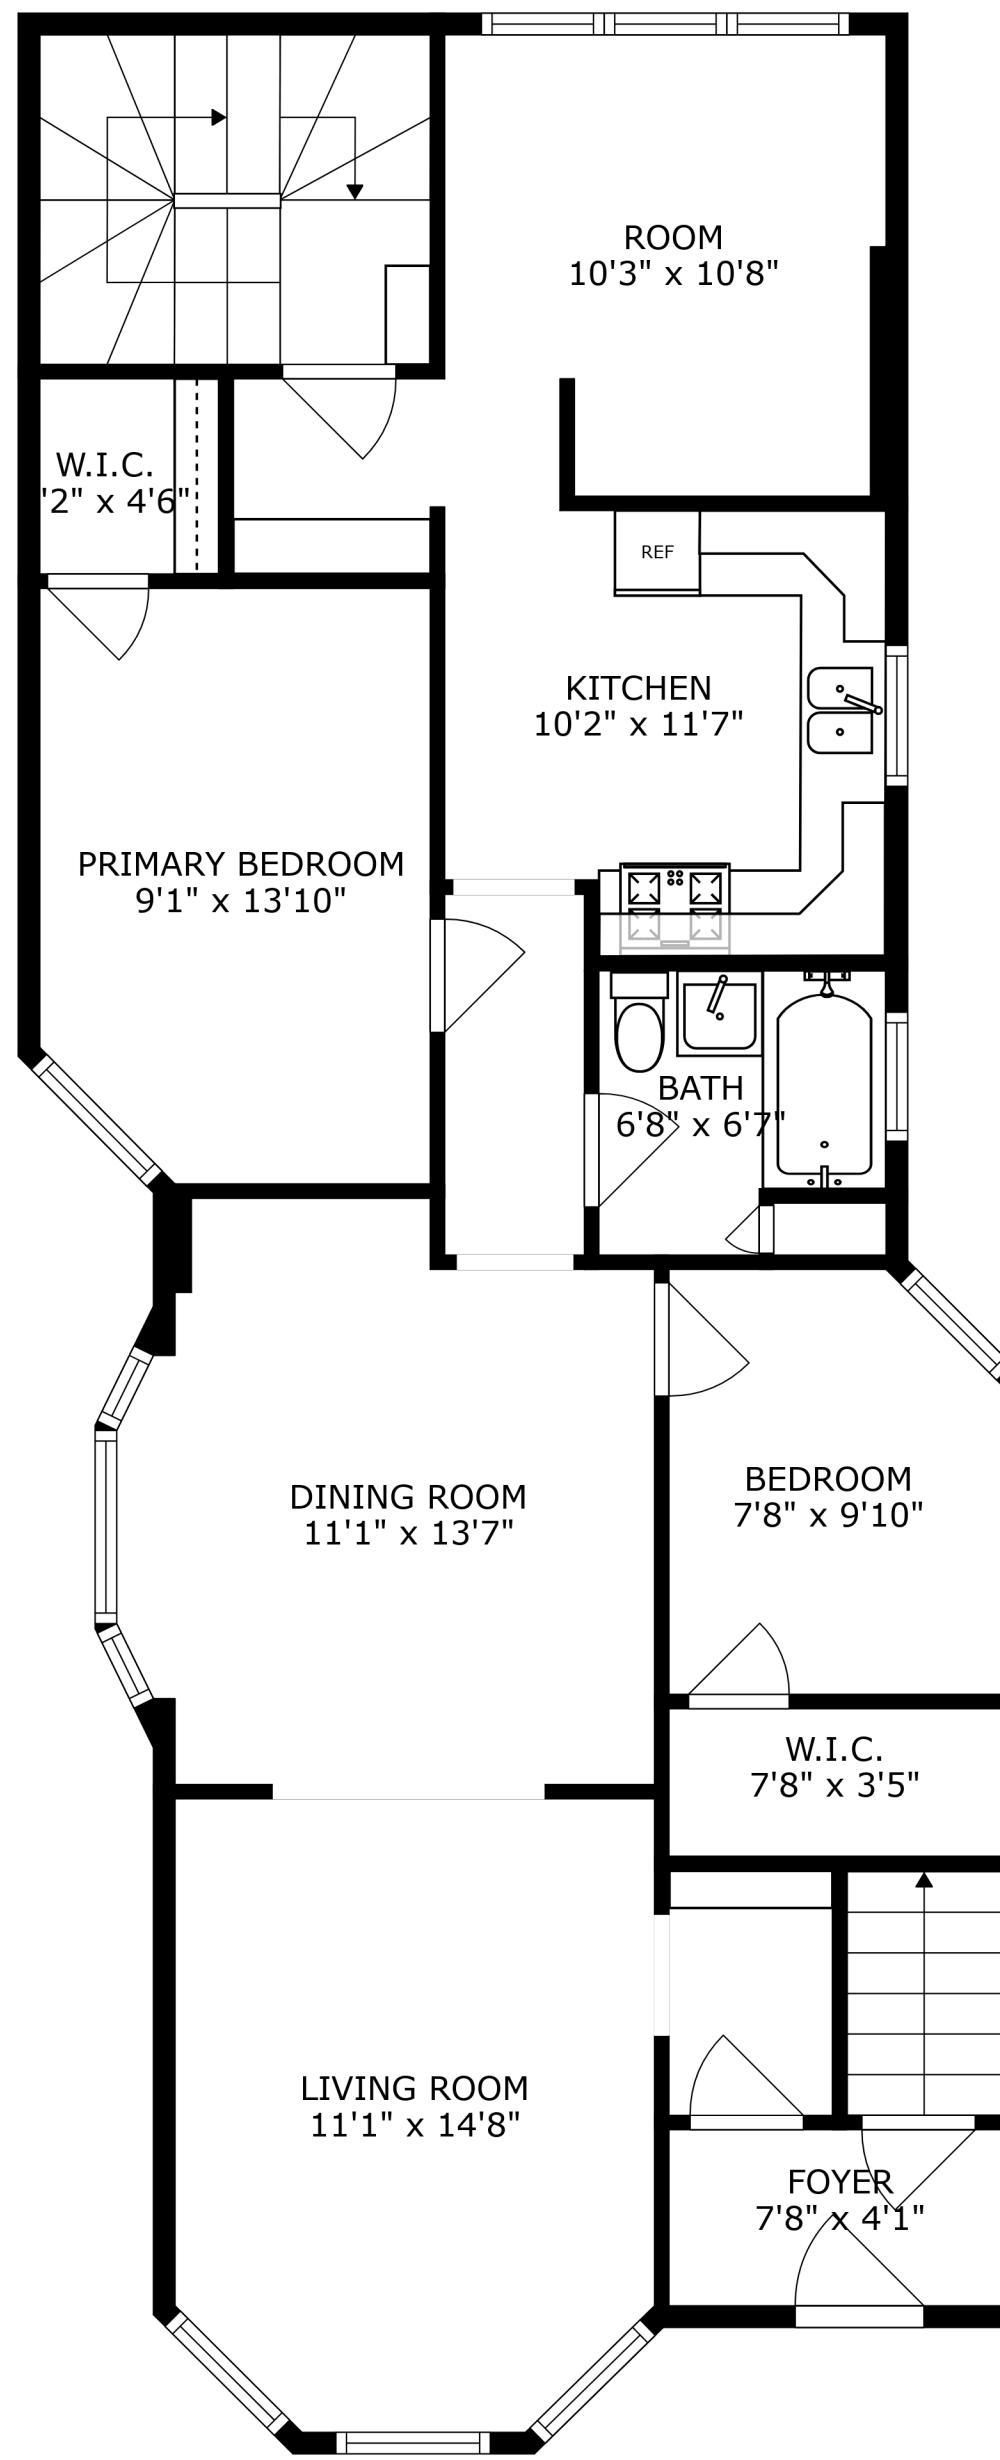 ROOM
10'3" x 10'8"
W.I.C.
'2" x 4'6"
REF
KITCHEN
10'2" x 11'7"
PRIMARY BEDROOM
9'1" x 13'10"
BATH
6'8" x 6'7"
DINING ROOM
11'1" x 13'7"
BEDROOM
7'8" x 9'10"
W.I.C.
7'8" x 3'5"
LIVING ROOM
11'1" x 14'8"
FOYER
7'8" x 4'1"